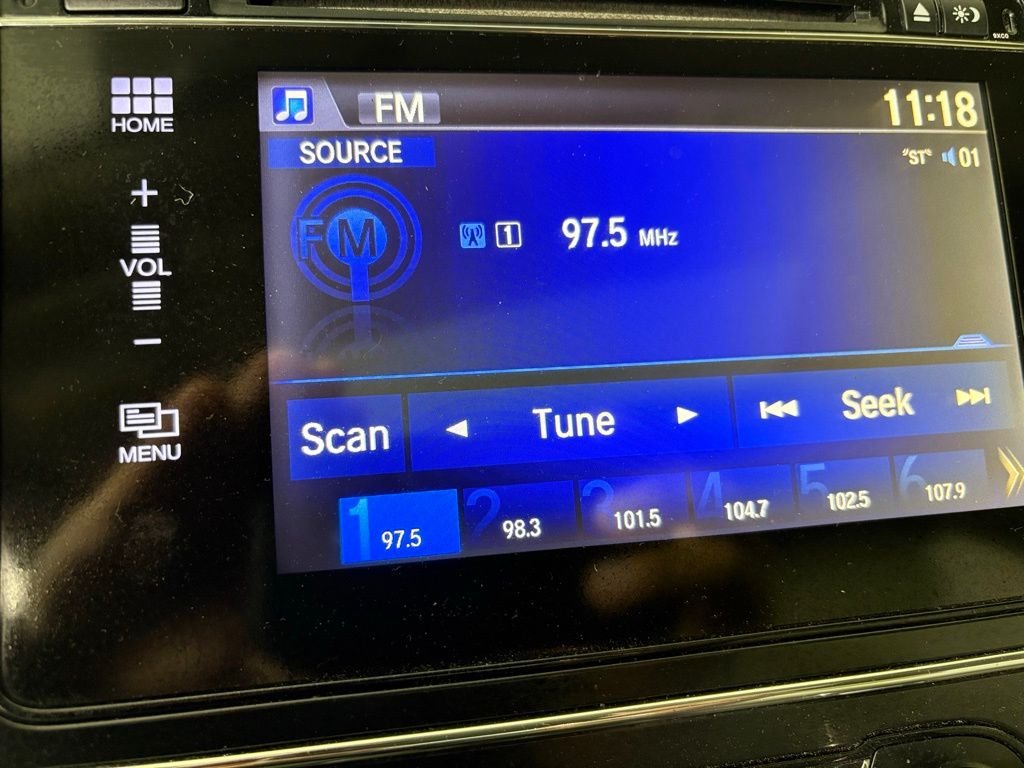 HOME
+
VOL
−
MENU
FM 11:18
SOURCE
"ST" 01
FM
1 97.5 MHz
Scan ◄ Tune ► ⏮ Seek ⏭
1 97.5
2 98.3
3 101.5
4 104.7
5 102.5
6 107.9